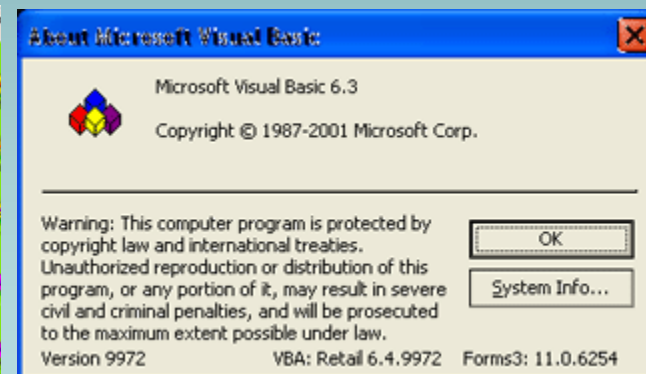 About Microsoft Visual Basic
Microsoft Visual Basic 6.3
Copyright © 1987-2001 Microsoft Corp.
Warning: This computer program is protected by
copyright law and international treaties.
Unauthorized reproduction or distribution of this
program, or any portion of it, may result in severe
civil and criminal penalties, and will be prosecuted
to the maximum extent possible under law.
OK
System Info...
Version 9972 VBA: Retail 6.4.9972 Forms3: 11.0.6254